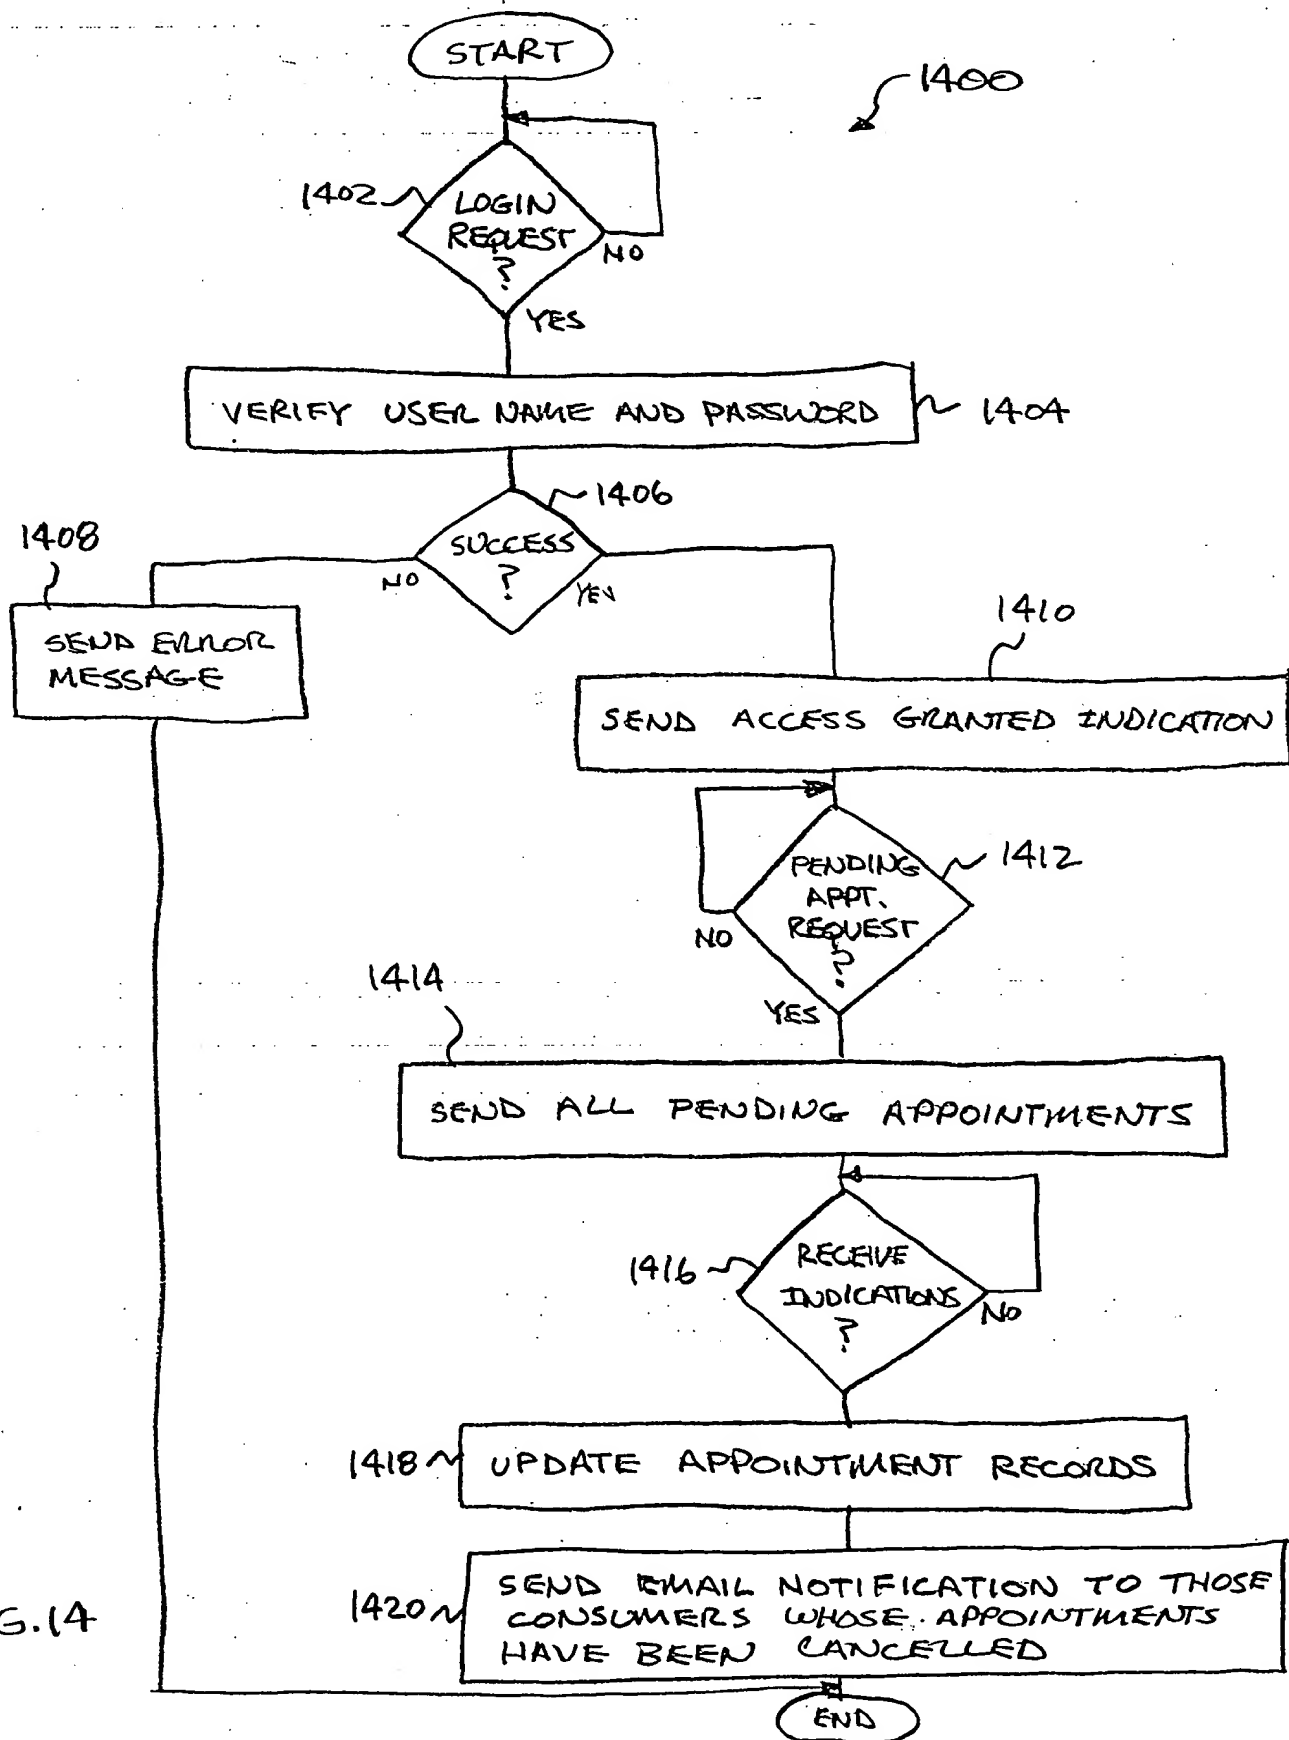 START
1400
1402
LOGIN
REQUEST
?
NO
YES
VERIFY USER NAME AND PASSWORD
1404
1406
SUCCESS
?
NO
YES
1408
SEND ERROR
MESSAGE
1410
SEND ACCESS GRANTED INDICATION
1412
PENDING
APPT.
REQUEST
?
NO
YES
1414
SEND ALL PENDING APPOINTMENTS
1416
RECEIVE
INDICATIONS
?
NO
1418
UPDATE APPOINTMENT RECORDS
1420
SEND EMAIL NOTIFICATION TO THOSE
CONSUMERS WHOSE APPOINTMENTS
HAVE BEEN CANCELLED
G.14
END